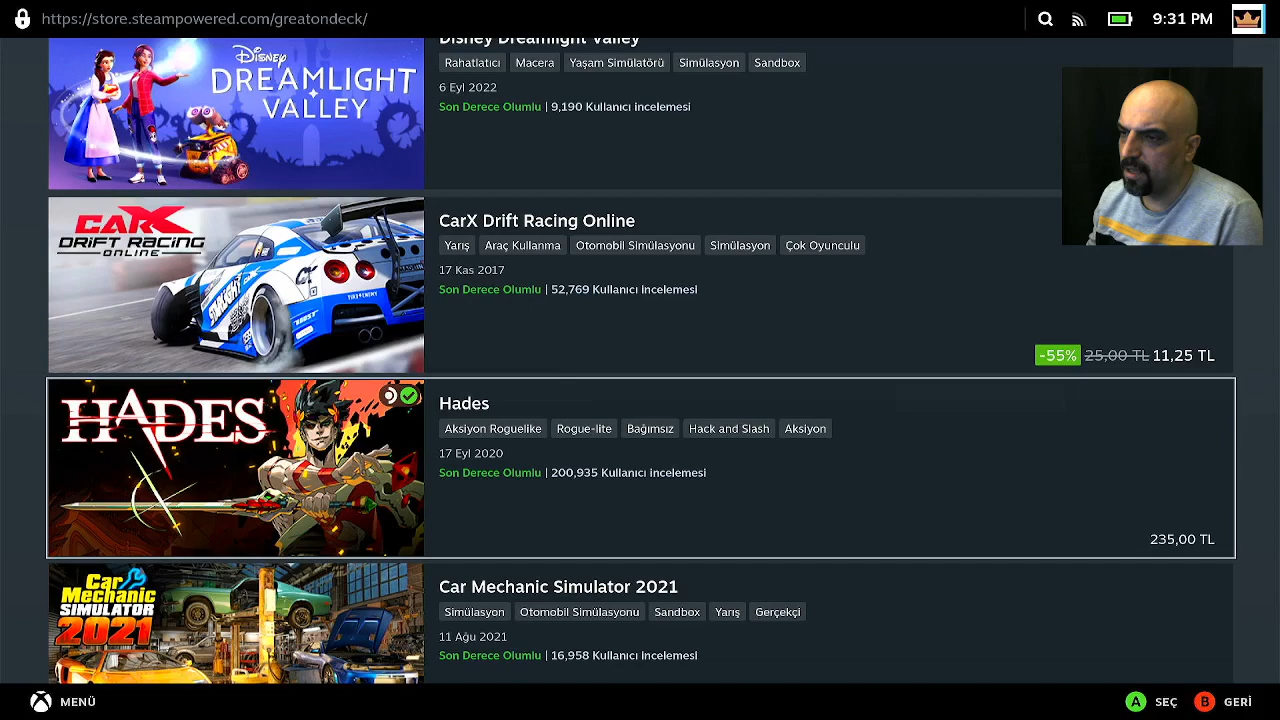 https://store.steampowered.com/greatondeck/
9:31 PM
Disney Dreamlight Valley
Disney
DREAMLIGHT
VALLEY
Rahatlatıcı Macera Yaşam Simülatörü Simülasyon Sandbox
6 Eyl 2022
Son Derece Olumlu | 9,190 Kullanıcı incelemesi
CarX
DRIFT RACING
ONLINE
CarX Drift Racing Online
Yarış Araç Kullanma Otomobil Simülasyonu Simülasyon Çok Oyunculu
17 Kas 2017
Son Derece Olumlu | 52,769 Kullanıcı incelemesi
-55% 25,00 TL 11,25 TL
HADES
Hades
Aksiyon Roguelike Rogue-lite Bağımsız Hack and Slash Aksiyon
17 Eyl 2020
Son Derece Olumlu | 200,935 Kullanıcı incelemesi
235,00 TL
Car
Mechanic
SIMULATOR
2021
Car Mechanic Simulator 2021
Simülasyon Otomobil Simülasyonu Sandbox Yarış Gerçekçi
11 Ağu 2021
Son Derece Olumlu | 16,958 Kullanıcı incelemesi
MENÜ
A SEÇ B GERİ